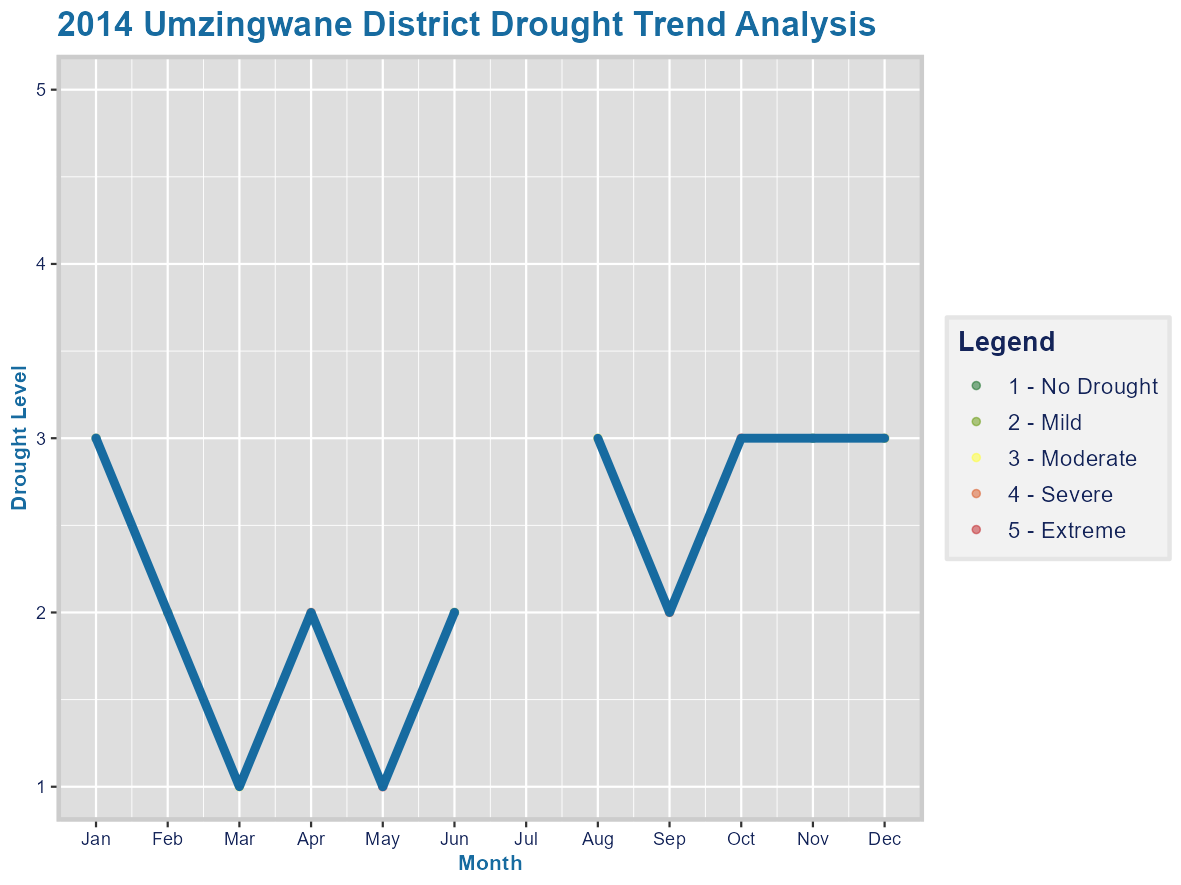 2014 Umzingwane District Drought Trend Analysis
5
4
3
2
1
Drought Level
Jan Feb Mar Apr May Jun Jul Aug Sep Oct Nov Dec
Month
Legend
1 - No Drought
2 - Mild
3 - Moderate
4 - Severe
5 - Extreme